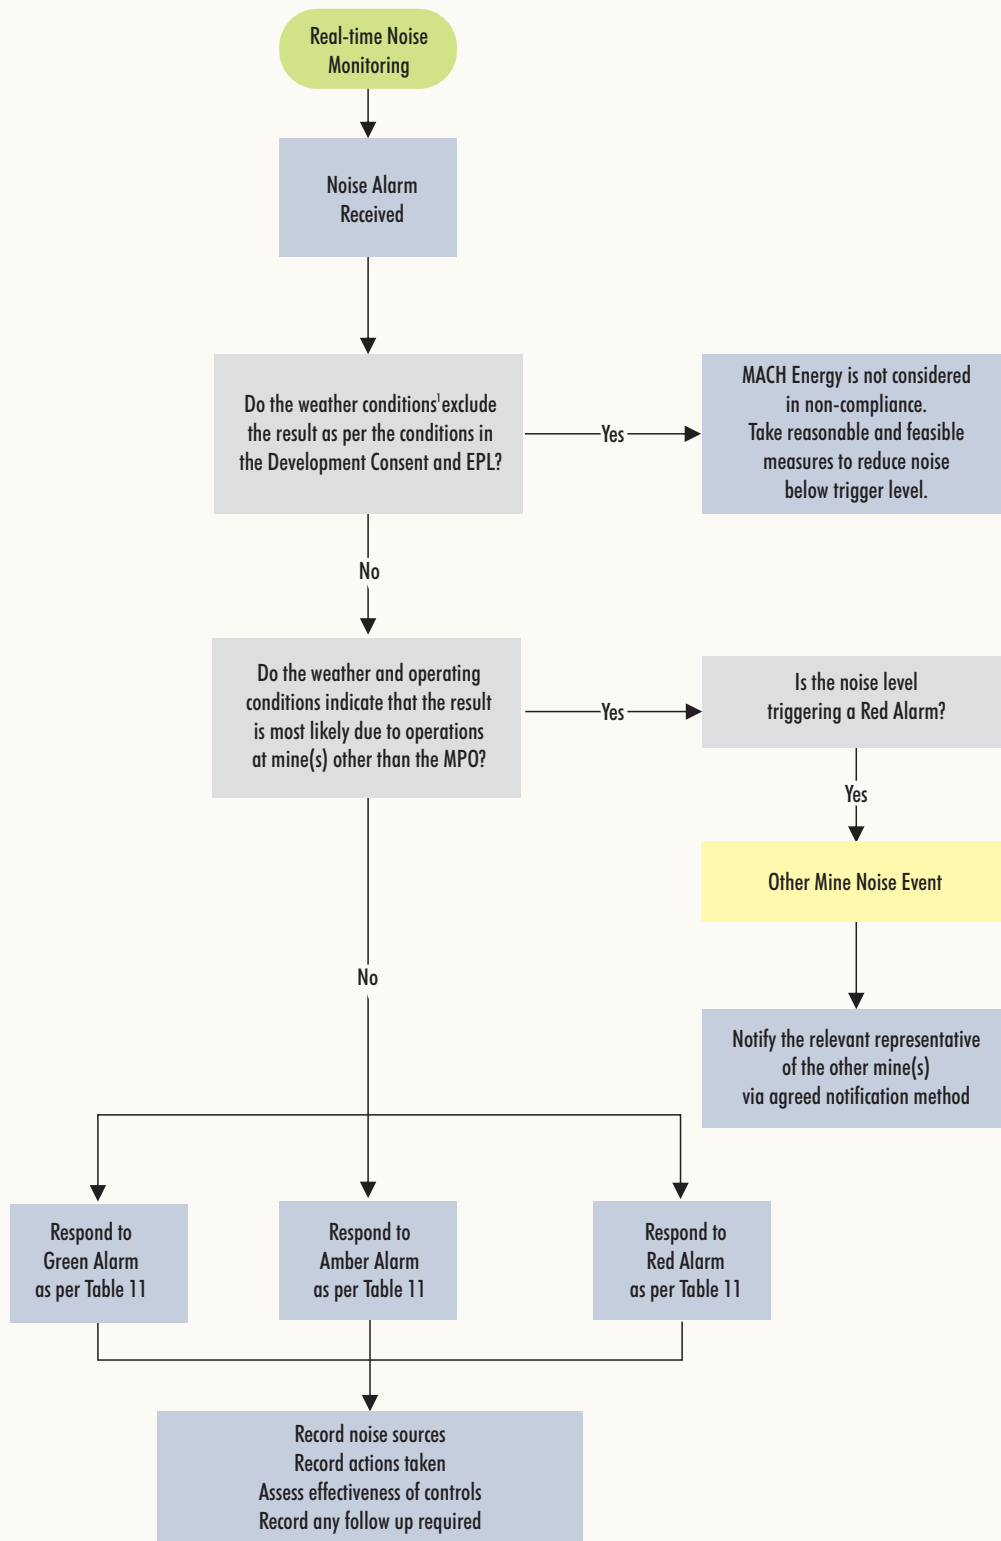 Real-time Noise
Monitoring
Noise Alarm
Received
Do the weather conditions¹ exclude
the result as per the conditions in
the Development Consent and EPL?
Yes
MACH Energy is not considered
in non-compliance.
Take reasonable and feasible
measures to reduce noise
below trigger level.
No
Do the weather and operating
conditions indicate that the result
is most likely due to operations
at mine(s) other than the MPO?
Yes
Is the noise level
triggering a Red Alarm?
Yes
Other Mine Noise Event
Notify the relevant representative
of the other mine(s)
via agreed notification method
No
Respond to
Green Alarm
as per Table 11
Respond to
Amber Alarm
as per Table 11
Respond to
Red Alarm
as per Table 11
Record noise sources
Record actions taken
Assess effectiveness of controls
Record any follow up required